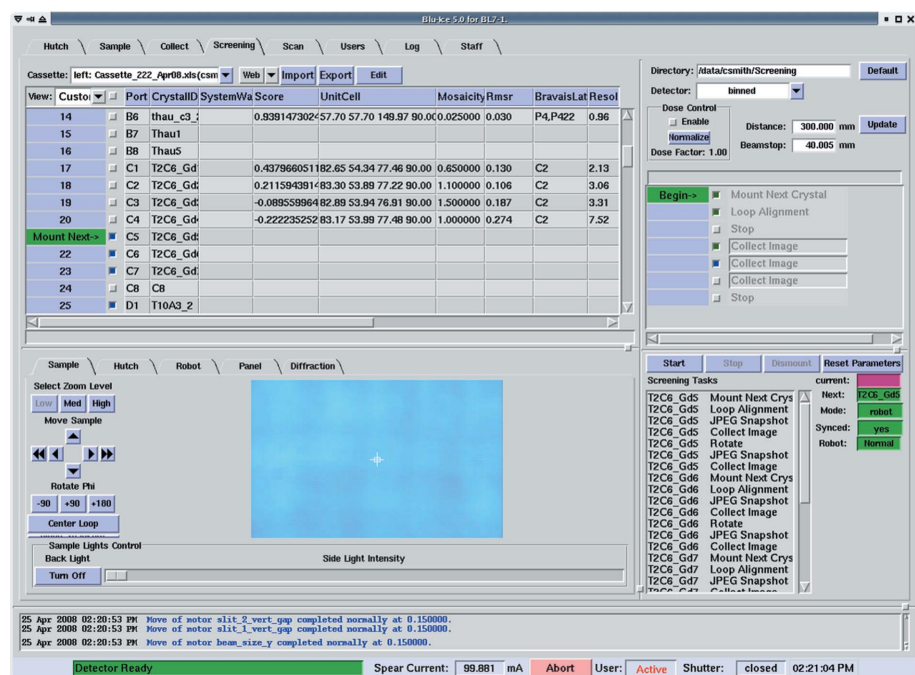 Blu-Ice 5.0 for BL7-1.
Hutch Sample Collect Screening Scan Users Log Staff
Cassette: left: Cassette_222_Apr08.xls(csm Web Import Export Edit
View: Custo Port CrystalID SystemWa Score UnitCell Mosaicity Rmsr BravaisLat Resol
14 B6 thau_c3_ 0.9391473024 57.70 57.70 149.97 90.0 0.025000 0.030 P4,P422 0.96
15 B7 Thau1
16 B8 Thau5
17 C1 T2C6_Gd 0.4379660511 82.65 54.34 77.46 90.00 0.650000 0.130 C2 2.13
18 C2 T2C6_Gd 0.2115943914 83.30 53.89 77.22 90.00 1.100000 0.106 C2 3.06
19 C3 T2C6_Gd -0.089559964 82.89 53.94 76.91 90.00 1.500000 0.187 C2 3.31
20 C4 T2C6_Gd -0.222235252 83.17 53.99 77.48 90.00 1.000000 0.274 C2 7.52
Mount Next-> C5 T2C6_Gd
22 C6 T2C6_Gd
23 C7 T2C6_Gd
24 C8 C8
25 D1 T10A3_2
Directory: /data/csmith/Screening Default
Detector: binned
Dose Control
Enable
Normalize
Dose Factor: 1.00
Distance: 300.000 mm Update
Beamstop: 40.005 mm
Begin-> Mount Next Crystal
Loop Alignment
Stop
Collect Image
Collect Image
Collect Image
Stop
Sample Hutch Robot Panel Diffraction
Select Zoom Level
Low Med High
Move Sample
Rotate Phi
-90 +90 +180
Center Loop
Sample Lights Control
Back Light Side Light Intensity
Turn Off
Start Stop Dismount Reset Parameters
Screening Tasks
T2C6_Gd5 Mount Next Crys
T2C6_Gd5 Loop Alignment
T2C6_Gd5 JPEG Snapshot
T2C6_Gd5 Collect Image
T2C6_Gd5 Rotate
T2C6_Gd5 JPEG Snapshot
T2C6_Gd5 Collect Image
T2C6_Gd6 Mount Next Crys
T2C6_Gd6 Loop Alignment
T2C6_Gd6 JPEG Snapshot
T2C6_Gd6 Collect Image
T2C6_Gd6 Rotate
T2C6_Gd6 JPEG Snapshot
T2C6_Gd6 Collect Image
T2C6_Gd7 Mount Next Crys
T2C6_Gd7 Loop Alignment
T2C6_Gd7 JPEG Snapshot
T2C6_Gd7 Collect Image
current:
Next: T2C6_Gd5
Mode: robot
Synced: yes
Robot: Normal
25 Apr 2008 02:20:53 PM Move of motor slit_2_vert_gap completed normally at 0.150000.
25 Apr 2008 02:20:53 PM Move of motor slit_1_vert_gap completed normally at 0.150000.
25 Apr 2008 02:20:53 PM Move of motor beam_size_y completed normally at 0.150000.
Detector Ready Spear Current: 99.881 mA Abort User: Active Shutter: closed 02:21:04 PM